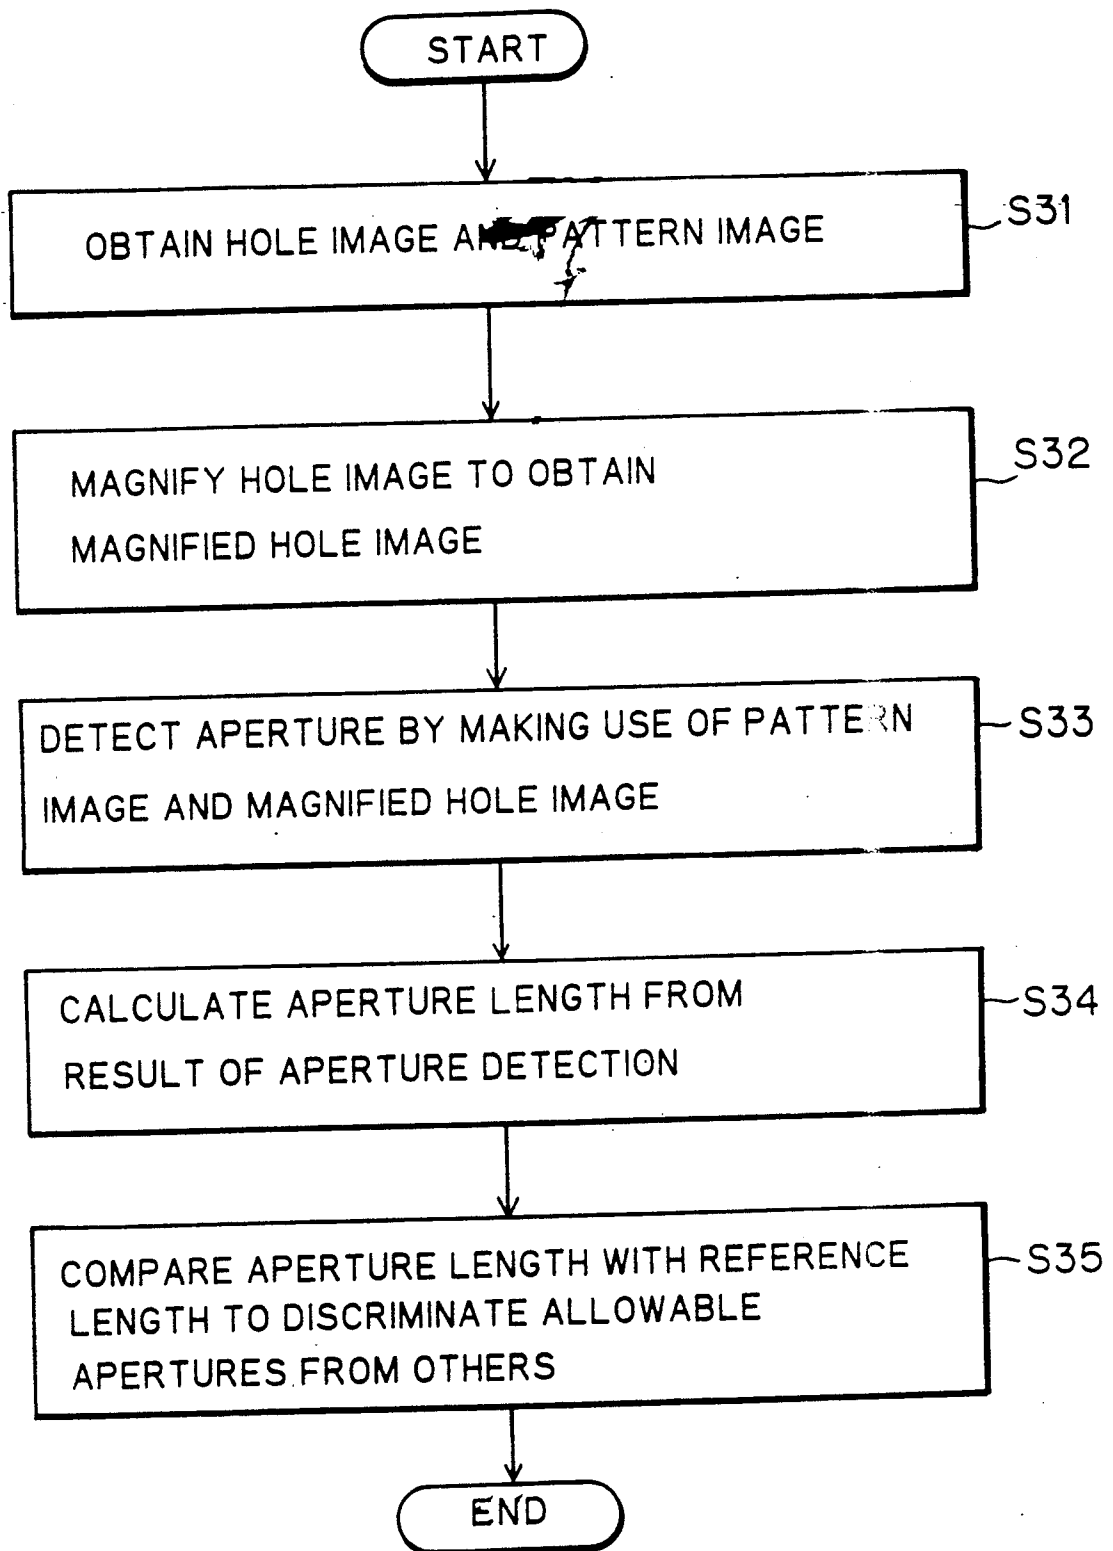 START
OBTAIN HOLE IMAGE AND PATTERN IMAGE
S31
MAGNIFY HOLE IMAGE TO OBTAIN
MAGNIFIED HOLE IMAGE
S32
DETECT APERTURE BY MAKING USE OF PATTERN
IMAGE AND MAGNIFIED HOLE IMAGE
S33
CALCULATE APERTURE LENGTH FROM
RESULT OF APERTURE DETECTION
S34
COMPARE APERTURE LENGTH WITH REFERENCE
LENGTH TO DISCRIMINATE ALLOWABLE
APERTURES FROM OTHERS
S35
END